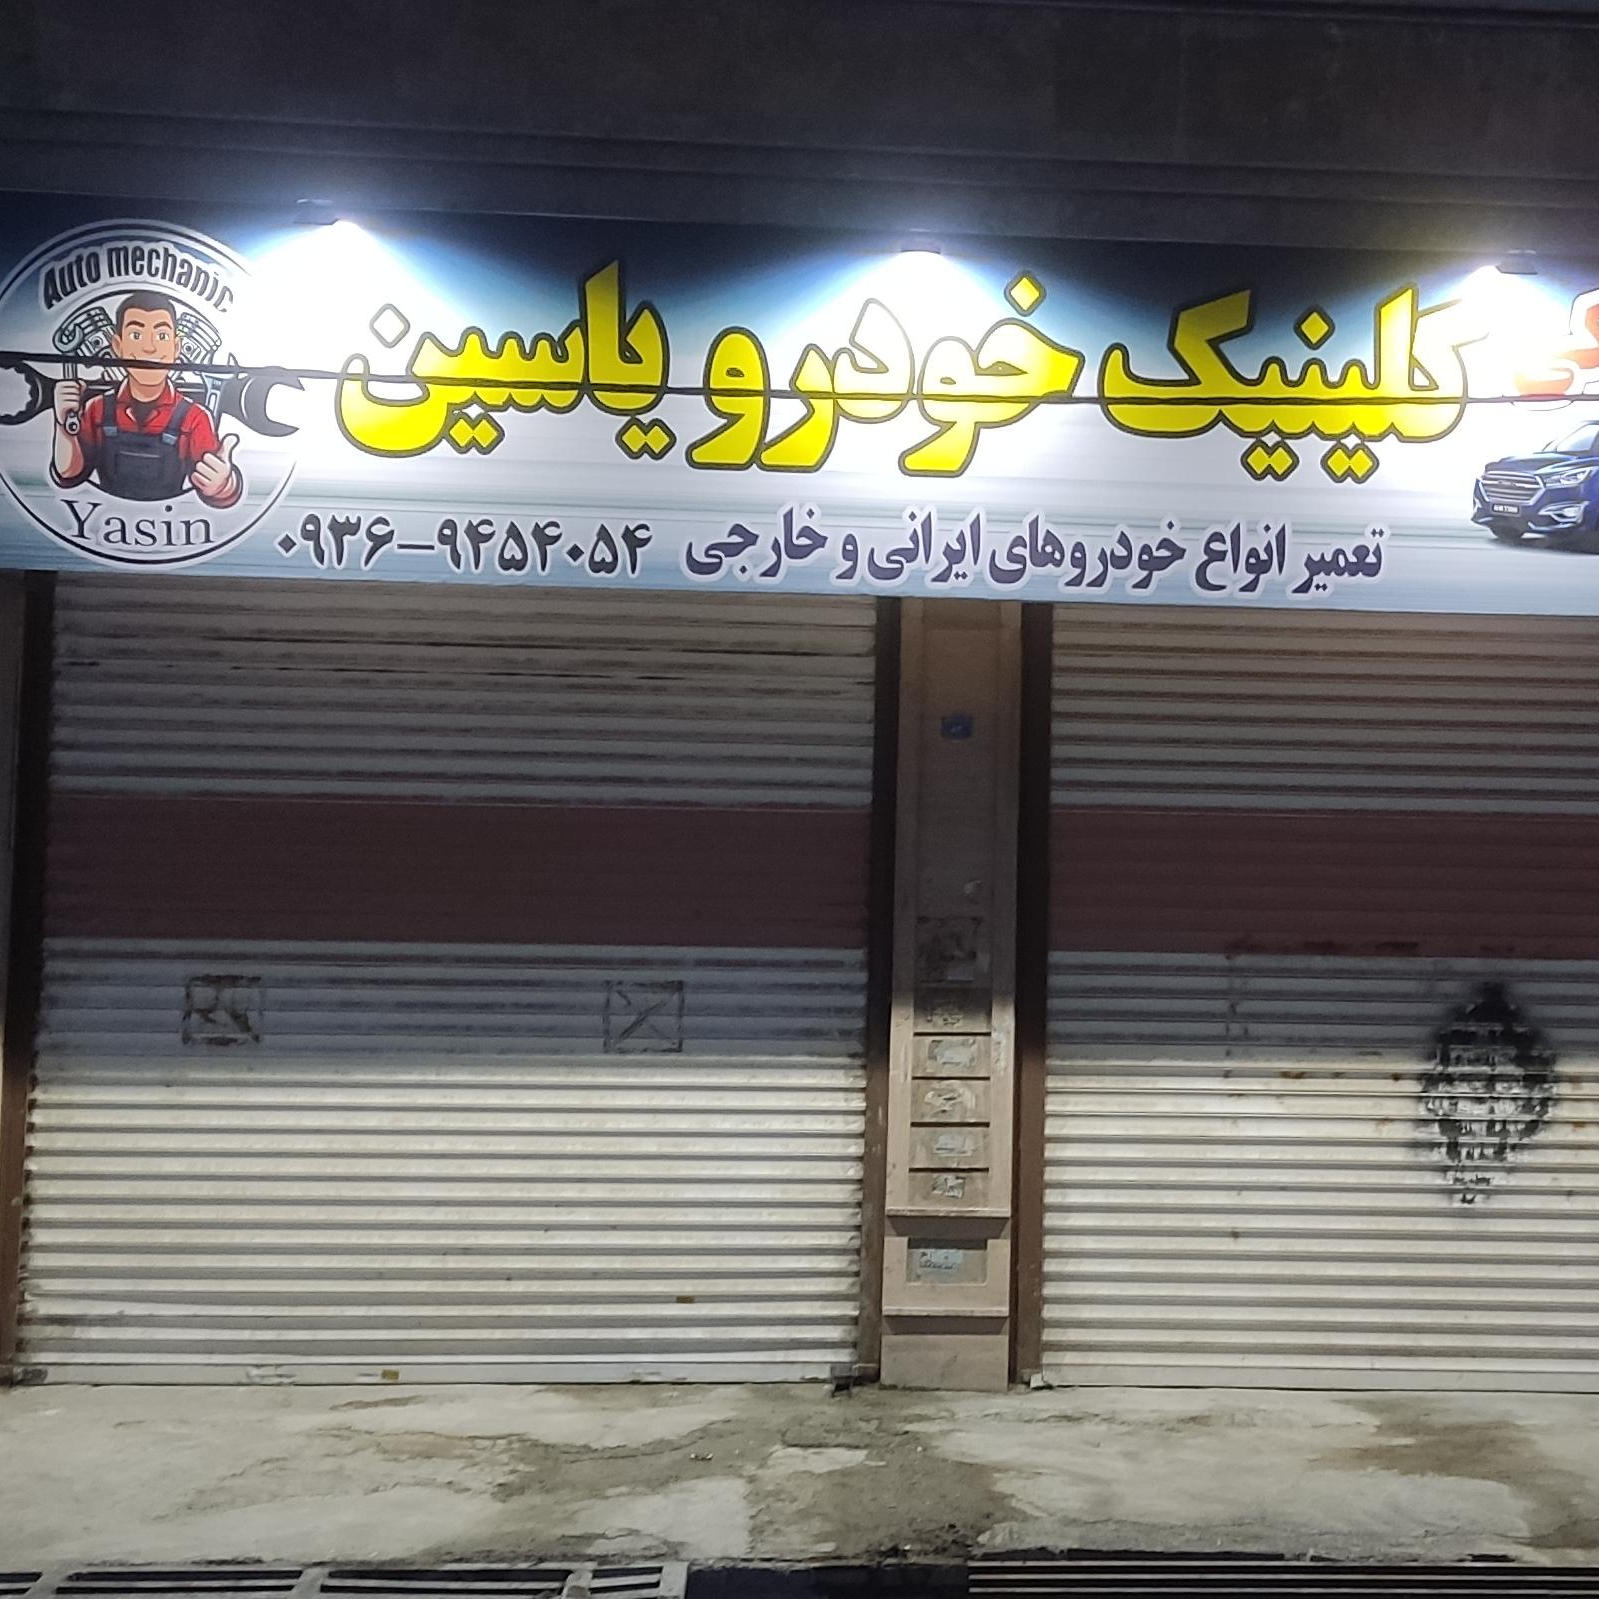 کلینیک خودرو یاسین
تعمیر انواع خودروهای ایرانی و خارجی ۰۹۳۶-۹۴۵۴۰۵۴
Auto mechanic
Yasin